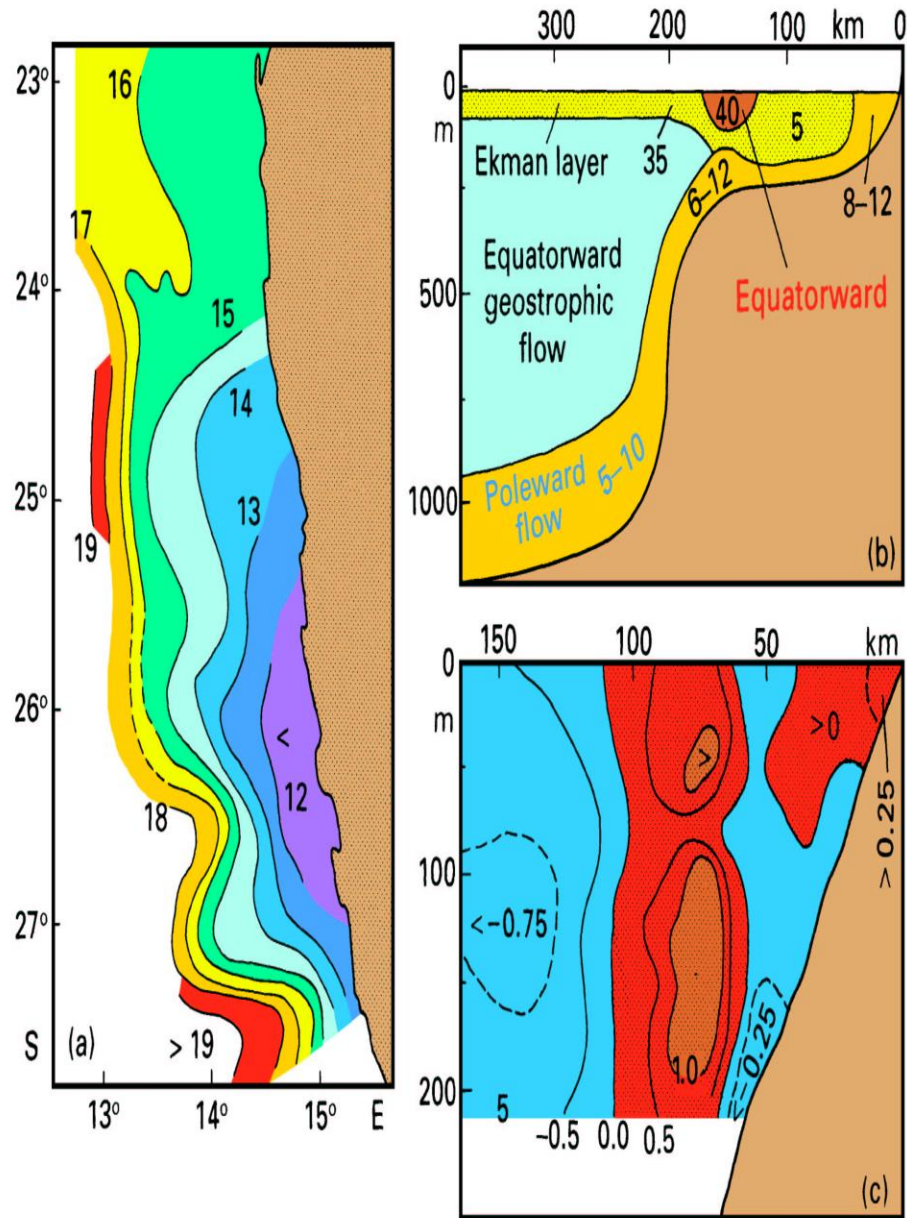 23°
24°
25°
26°
27°
S
(a)
13°
14°
15°
E
16
17
15
14
13
19
<
12
18
> 19
300
200
100
km
0
0
m
500
1000
40
5
Ekman layer
35
6–12
8–12
Equatorward
geostrophic
flow
Equatorward
Poleward
flow
5–10
(b)
150
100
50
km
0
m
100
200
>
>0
> 0.25
<-0.75
1.0
<-0.25
5
-0.5
0.0
0.5
(c)